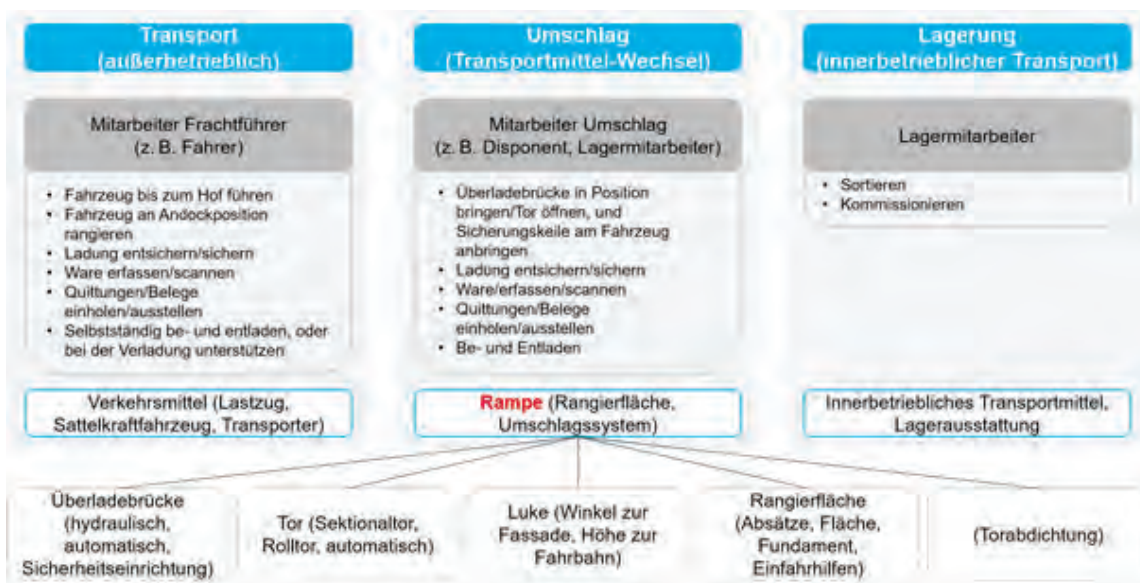 Transport
(außerbetrieblich)
Mitarbeiter Frachtführer
(z. B. Fahrer)
• Fahrzeug bis zum Hof führen
• Fahrzeug an Andockposition
rangieren
• Ladung entsichern/sichern
• Ware erfassen/scannen
• Quittungen/Belege
einholen/ausstellen
• Selbstständig be- und entladen, oder
bei der Verladung unterstützen
Verkehrsmittel (Lastzug,
Sattelkraftfahrzeug, Transporter)
Umschlag
(Transportmittel-Wechsel)
Mitarbeiter Umschlag
(z. B. Disponent, Lagermitarbeiter)
• Überladebrücke in Position
bringen/Tor öffnen, und
Sicherungskeile am Fahrzeug
anbringen
• Ladung entsichern/sichern
• Ware/erfassen/scannen
• Quittungen/Belege
einholen/ausstellen
• Be- und Entladen
Rampe (Rangierfläche,
Umschlagssystem)
Lagerung
(innerbetrieblicher Transport)
Lagermitarbeiter
• Sortieren
• Kommissionieren
Innerbetriebliches Transportmittel,
Lagerausstattung
Überladebrücke
(hydraulisch,
automatisch,
Sicherheitseinrichtung)
Tor (Sektionaltor,
Rolltor, automatisch)
Luke (Winkel zur
Fassade, Höhe zur
Fahrbahn)
Rangierfläche
(Absätze, Fläche,
Fundament,
Einfahrhilfen)
(Torabdichtung)